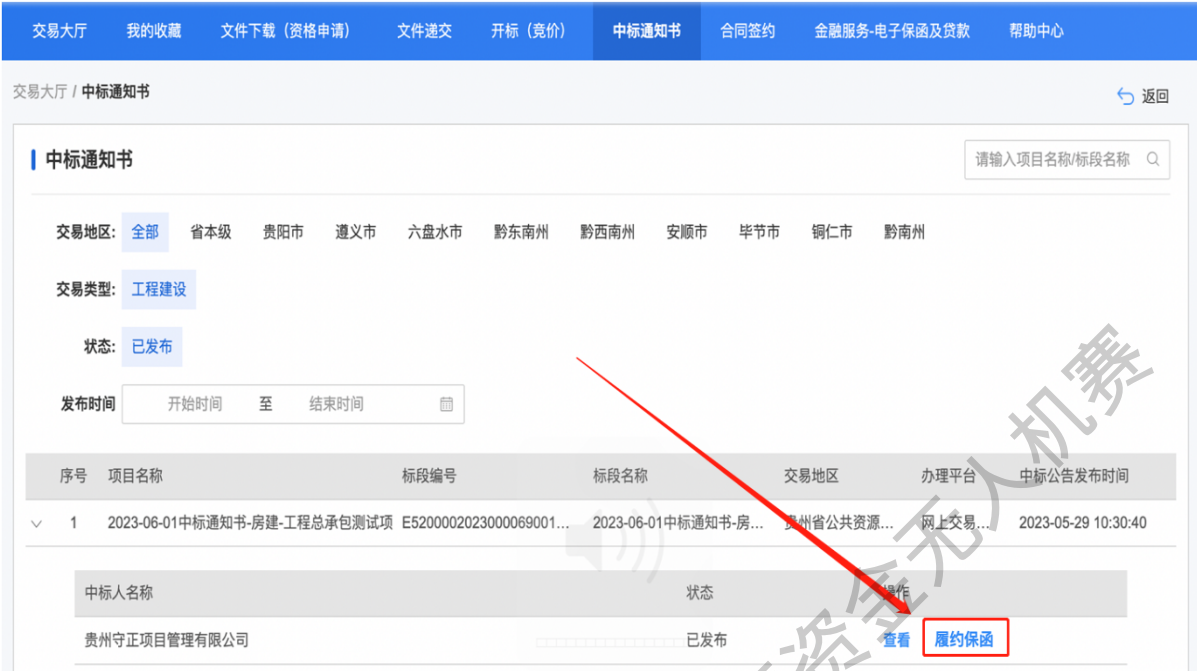 交易大厅 我的收藏 文件下载（资格申请） 文件递交 开标（竞价） 中标通知书 合同签约 金融服务-电子保函及贷款 帮助中心
交易大厅 / 中标通知书 返回
中标通知书 请输入项目名称/标段名称
交易地区: 全部 省本级 贵阳市 遵义市 六盘水市 黔东南州 黔西南州 安顺市 毕节市 铜仁市 黔南州
交易类型: 工程建设
状态: 已发布
发布时间 开始时间 至 结束时间
序号 项目名称 标段编号 标段名称 交易地区 办理平台 中标公告发布时间
1 2023-06-01中标通知书-房建-工程总承包测试项 E5200002023000069001... 2023-06-01中标通知书-房... 贵州省公共资源... 网上交易... 2023-05-29 10:30:40
中标人名称 状态 操作
贵州守正项目管理有限公司 已发布 查看 履约保函
资金无人机赛